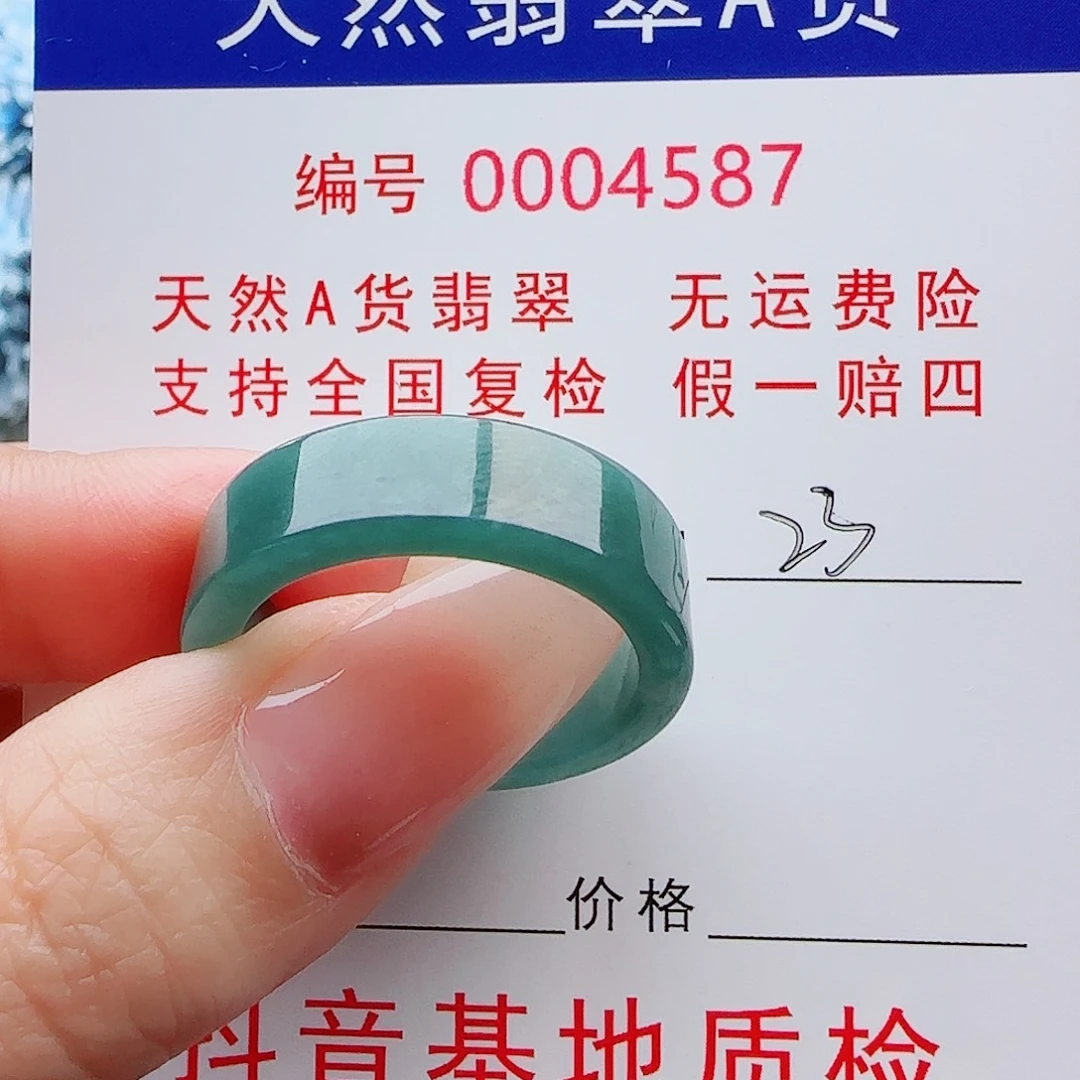 天然翡翠A货
编号 0004587
天然A货翡翠 无运费险
支持全国复检 假一赔四
23
价格
抖音基地质检